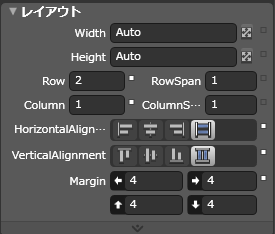 レイアウト
Width Auto
Height Auto
Row 2 RowSpan 1
Column 1 ColumnS⋯ 1
HorizontalAlign⋯
VerticalAlignment
Margin 4 4
4 4